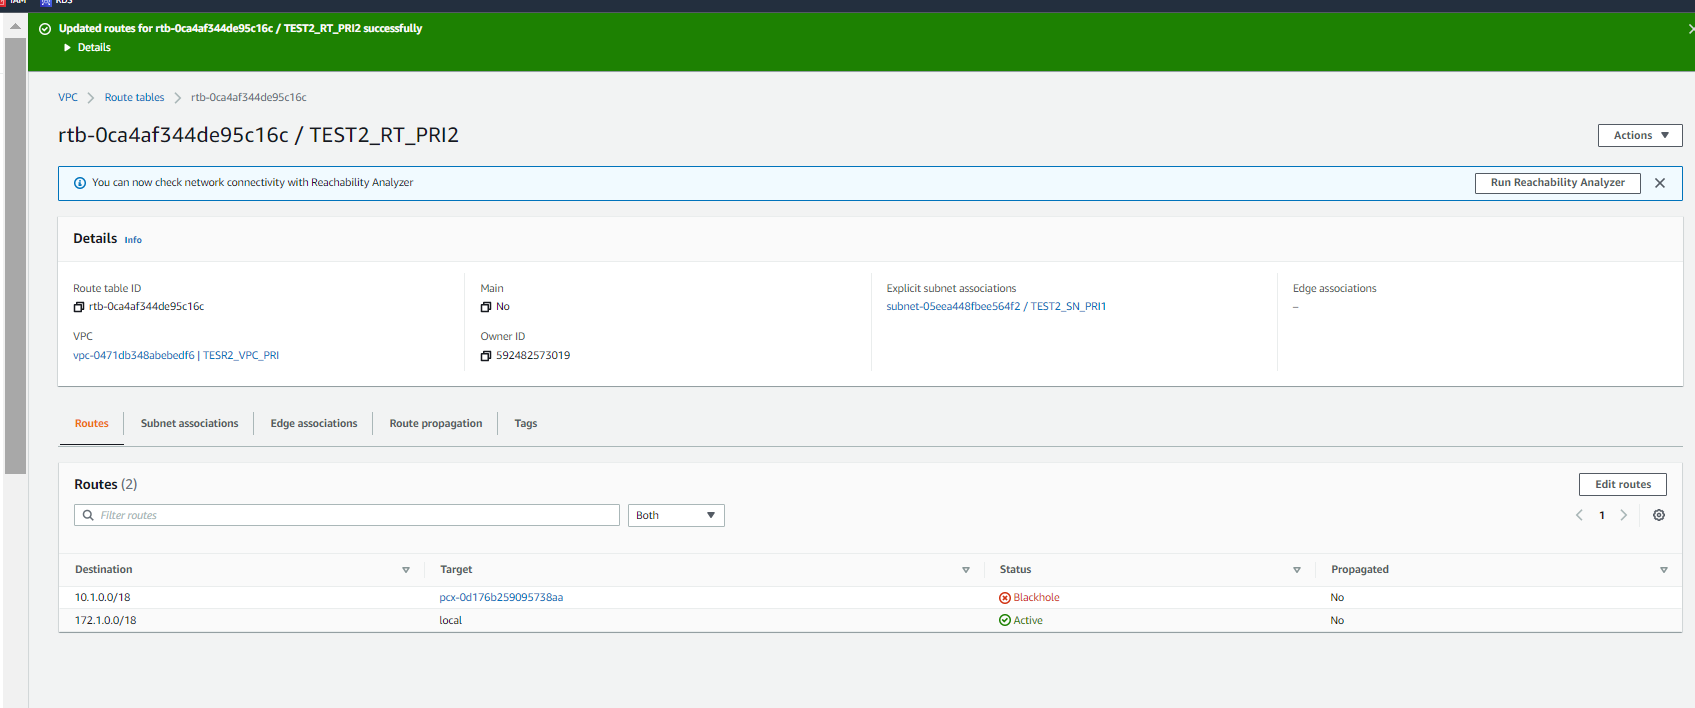 IAM RDS
Updated routes for rtb-0ca4af344de95c16c / TEST2_RT_PRI2 successfully
Details
VPC Route tables rtb-0ca4af344de95c16c
rtb-0ca4af344de95c16c / TEST2_RT_PRI2
Actions
You can now check network connectivity with Reachability Analyzer
Run Reachability Analyzer
Details Info
Route table ID
rtb-0ca4af344de95c16c
VPC
vpc-0471db348abebedf6 | TESR2_VPC_PRI
Main
No
Owner ID
592482573019
Explicit subnet associations
subnet-05eea448fbee564f2 / TEST2_SN_PRI1
Edge associations
–
Routes Subnet associations Edge associations Route propagation Tags
Routes (2)
Edit routes
Filter routes
Both
1
Destination Target Status Propagated
10.1.0.0/18 pcx-0d176b259095738aa Blackhole No
172.1.0.0/18 local Active No